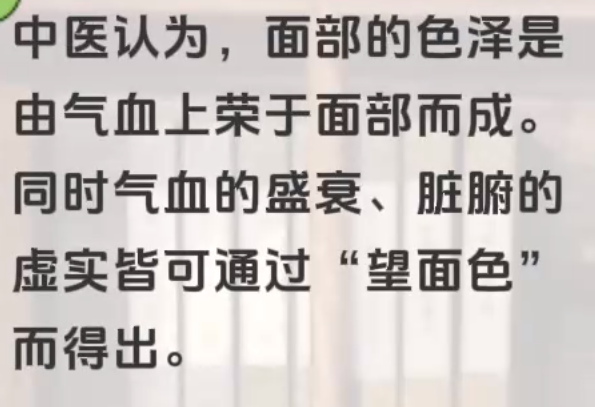 中医认为，面部的色泽是
由气血上荣于面部而成。
同时气血的盛衰、脏腑的
虚实皆可通过“望面色”
而得出。